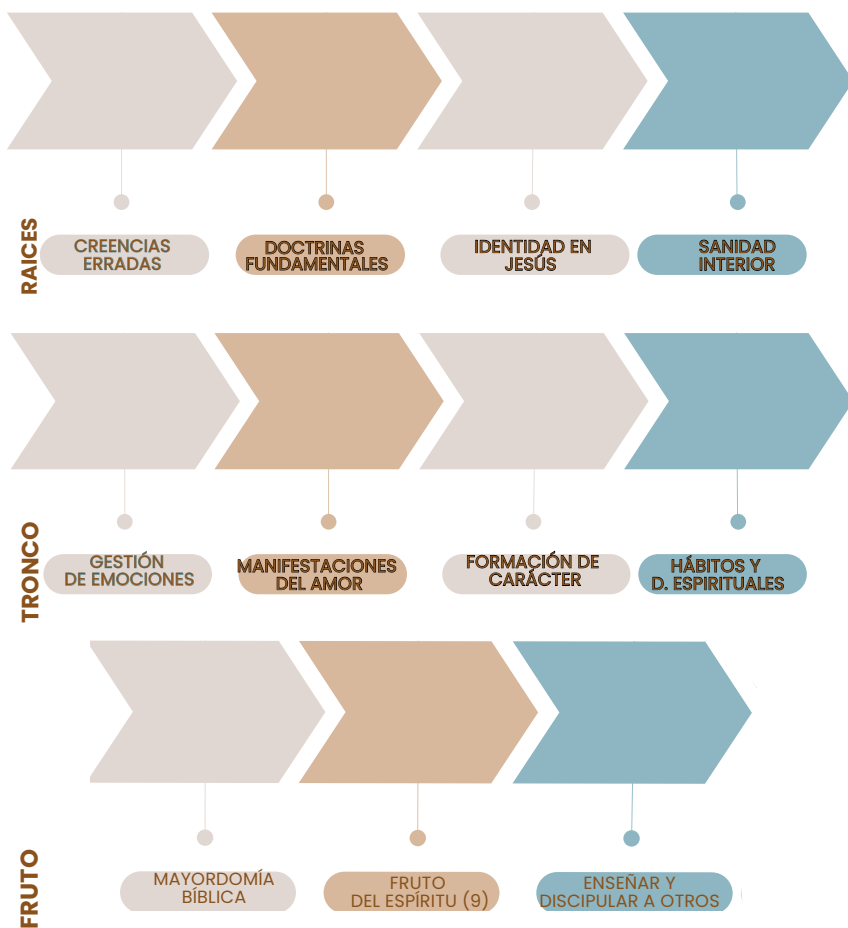 RAICES
CREENCIAS
ERRADAS
DOCTRINAS
FUNDAMENTALES
IDENTIDAD EN
JESÚS
SANIDAD
INTERIOR
TRONCO
GESTIÓN
DE EMOCIONES
MANIFESTACIONES
DEL AMOR
FORMACIÓN DE
CARÁCTER
HÁBITOS Y
D. ESPIRITUALES
FRUTO
MAYORDOMÍA
BÍBLICA
FRUTO
DEL ESPÍRITU (9)
ENSEÑAR Y
DISCIPULAR A OTROS